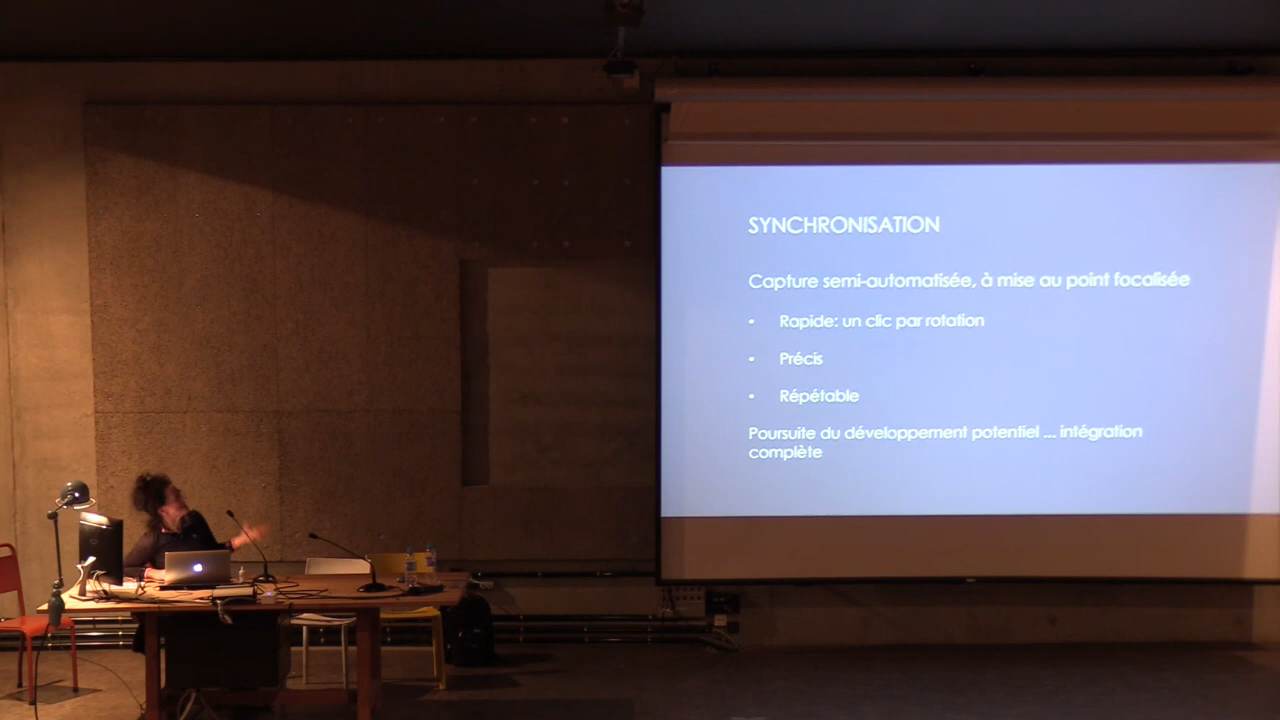 SYNCHRONISATION
Capture semi-automatisée, à mise au point focalisée
• Rapide: un clic par rotation
• Précis
• Répétable
Poursuite du développement potentiel ... intégration
complète